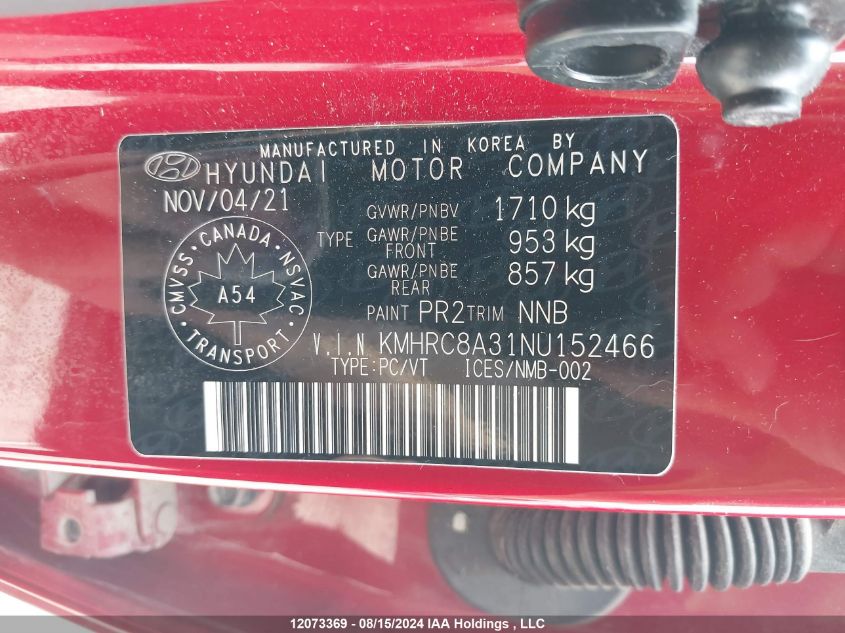 MANUFACTURED IN KOREA BY
HYUNDAI MOTOR COMPANY
NOV/04/21
GVWR/PNBV 1710 kg
TYPE GAWR/PNBE FRONT 953 kg
GAWR/PNBE REAR 857 kg
CANADA
CMVSS NSVAC
A54
TRANSPORT
PAINT PR2 TRIM NNB
V.I.N KMHRC8A31NU152466
TYPE:PC/VT ICES/NMB-002
12073369 - 08/15/2024 IAA Holdings , LLC